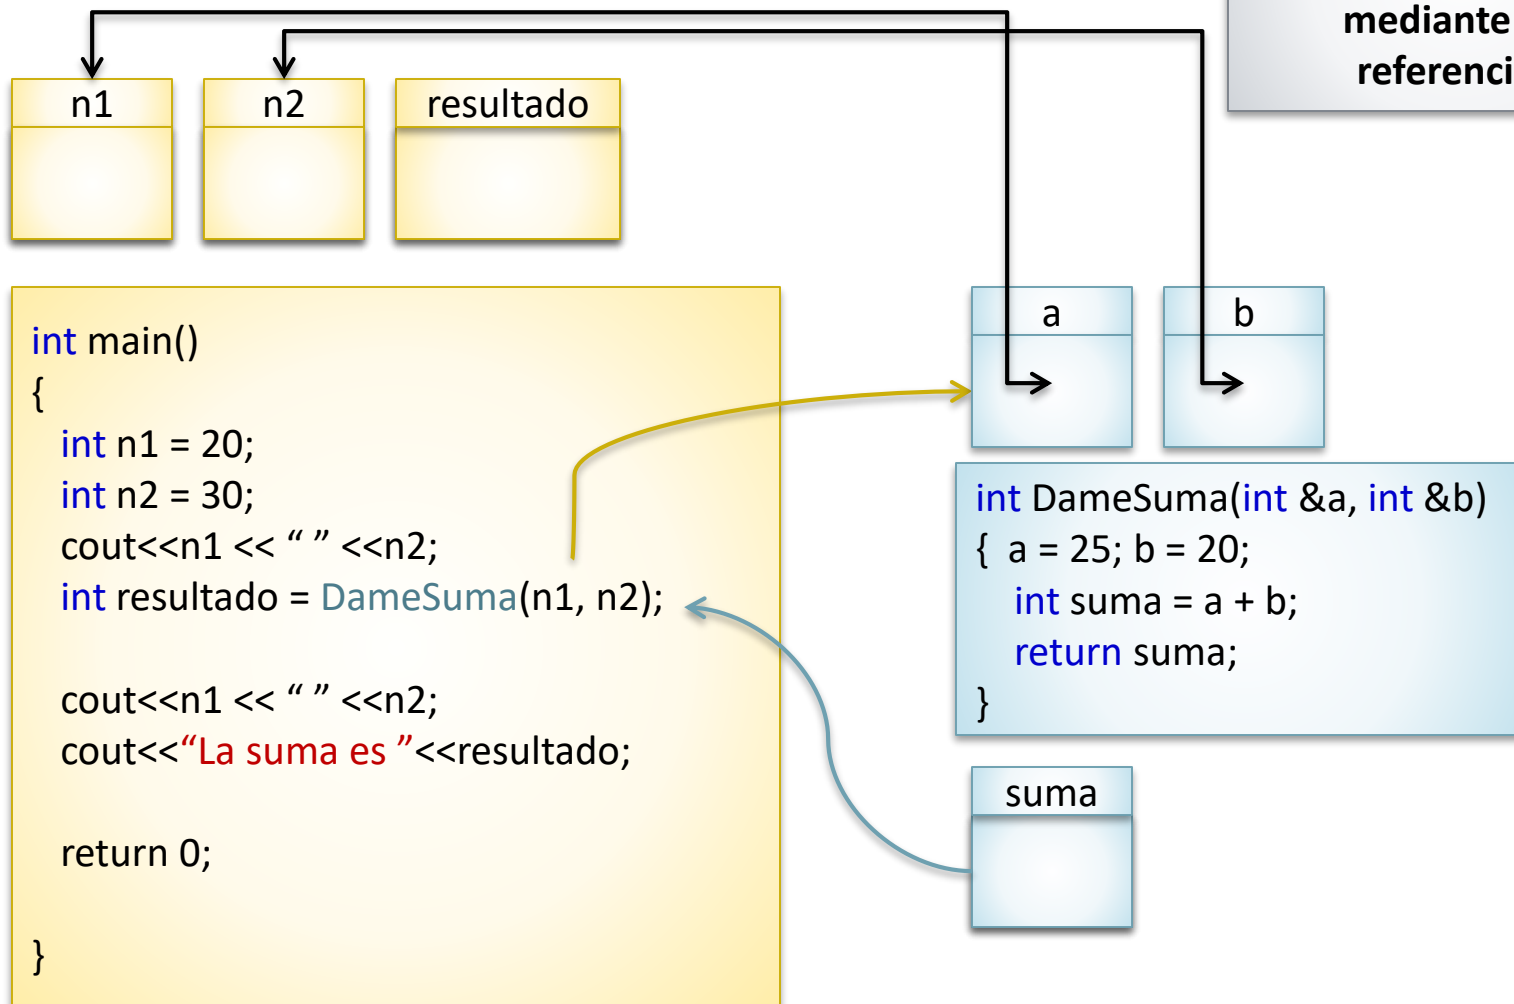 mediante
referenci
n1
n2
resultado
int main()
{
int n1 = 20;
int n2 = 30;
cout<<n1 << “ ” <<n2;
int resultado = DameSuma(n1, n2);
cout<<n1 << “ ” <<n2;
cout<<“La suma es ”<<resultado;
return 0;
}
a
b
int DameSuma(int &a, int &b)
{ a = 25; b = 20;
int suma = a + b;
return suma;
}
suma